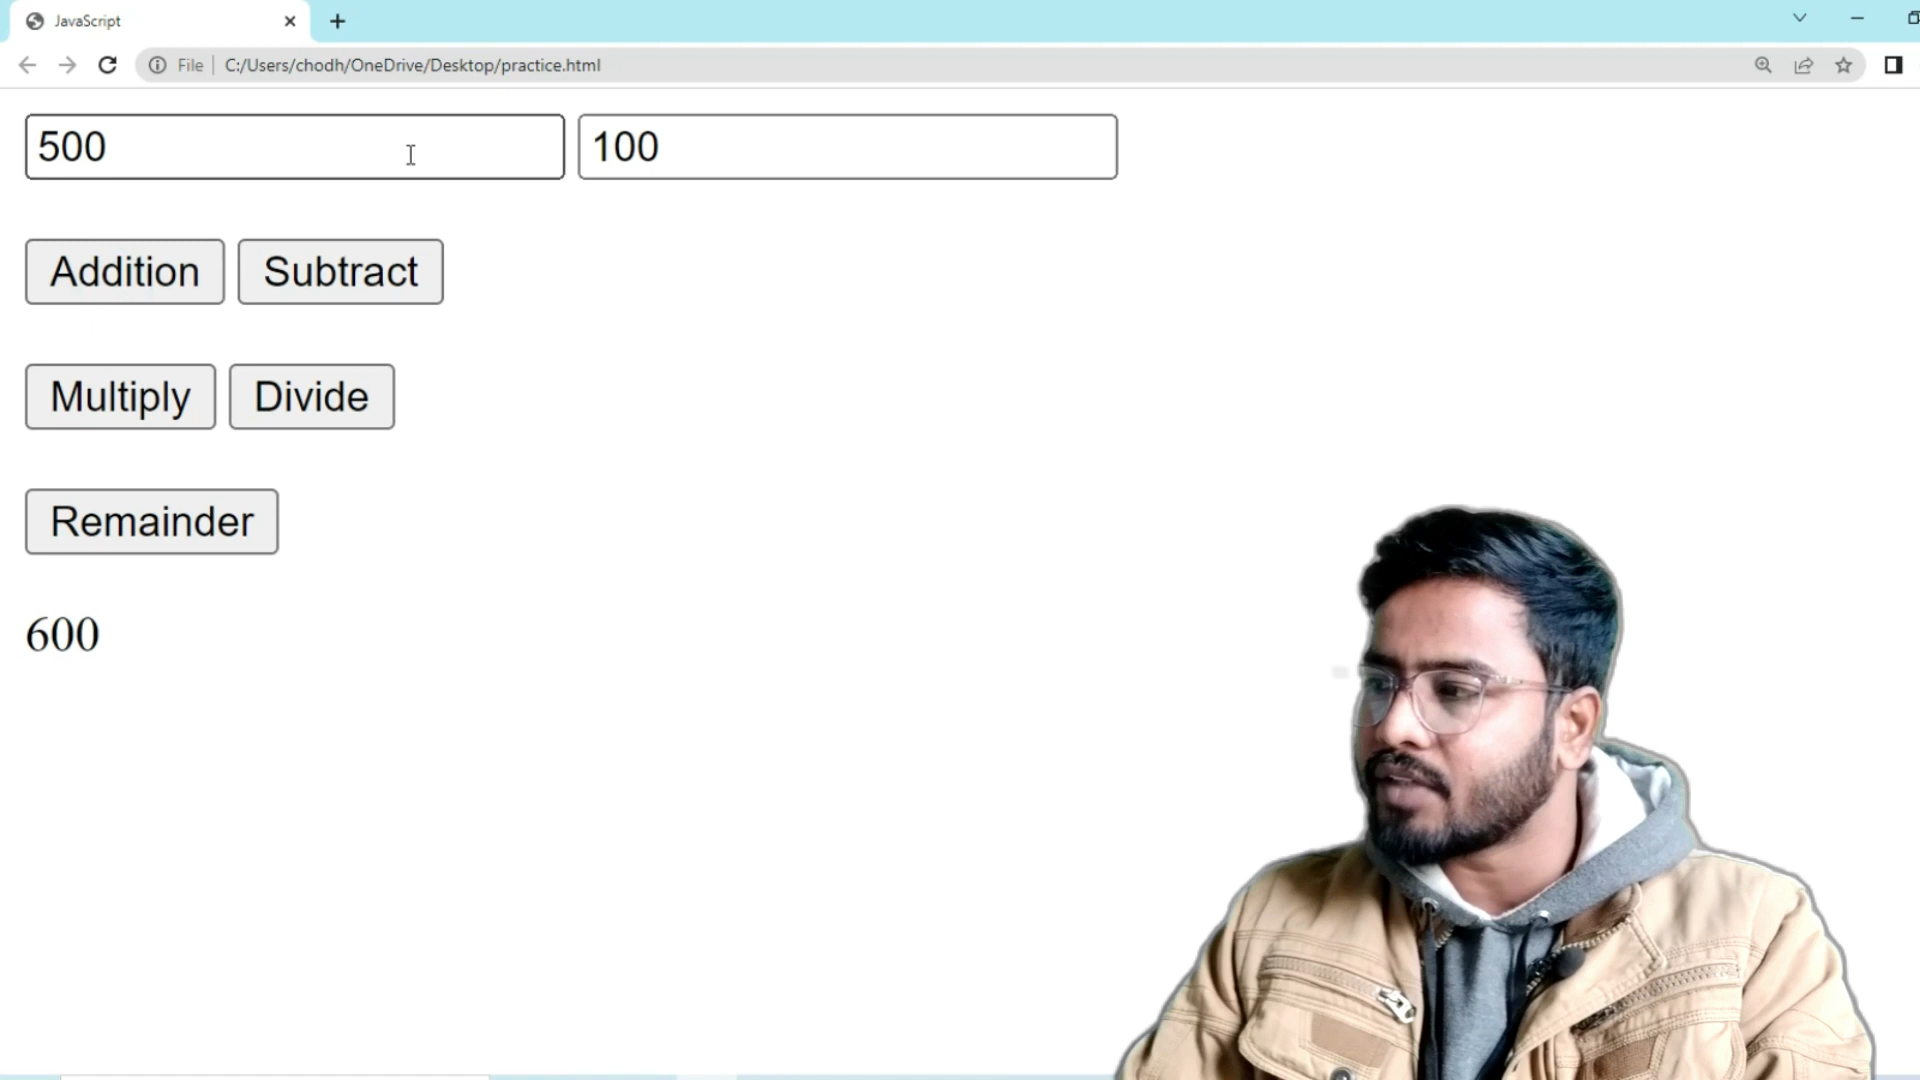 JavaScript
File C:/Users/chodh/OneDrive/Desktop/practice.html
500 100
Addition Subtract
Multiply Divide
Remainder
600